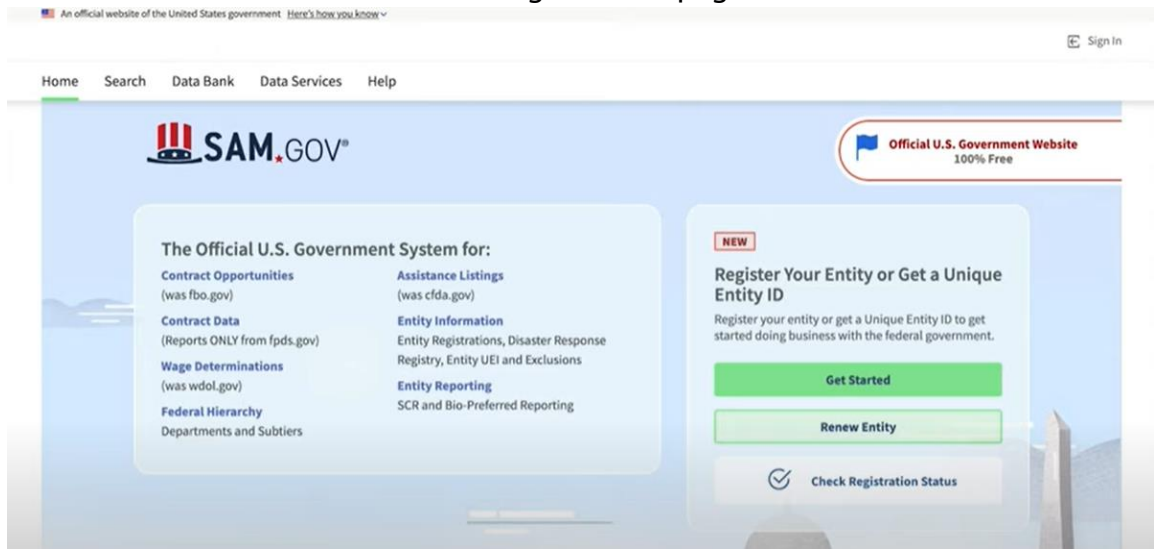 An official website of the United States government Here's how you know
Sign In
Home Search Data Bank Data Services Help
SAM.GOV®
Official U.S. Government Website
100% Free
The Official U.S. Government System for:
Contract Opportunities
(was fbo.gov)
Contract Data
(Reports ONLY from fpds.gov)
Wage Determinations
(was wdol.gov)
Federal Hierarchy
Departments and Subtiers
Assistance Listings
(was cfda.gov)
Entity Information
Entity Registrations, Disaster Response
Registry, Entity UEI and Exclusions
Entity Reporting
SCR and Bio-Preferred Reporting
NEW
Register Your Entity or Get a Unique
Entity ID
Register your entity or get a Unique Entity ID to get
started doing business with the federal government.
Get Started
Renew Entity
Check Registration Status